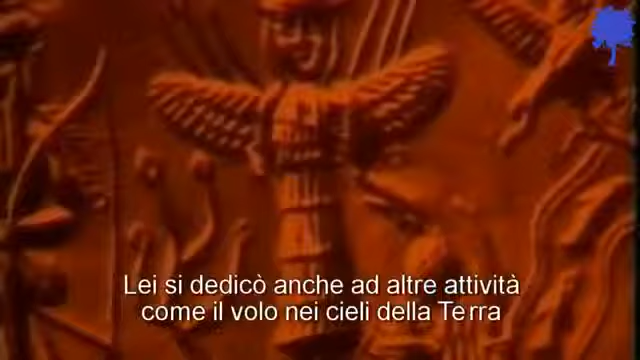 Lei si dedicò anche ad altre attività
come il volo nei cieli della Terra